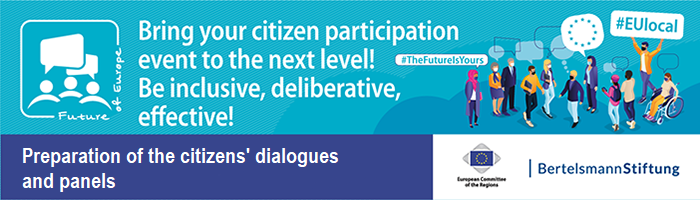 Bring your citizen participation
event to the next level!
Be inclusive, deliberative,
effective!
Future
of Europe
#TheFutureIsYours
#EUlocal
Preparation of the citizens' dialogues
and panels
European Committee
of the Regions
BertelsmannStiftung